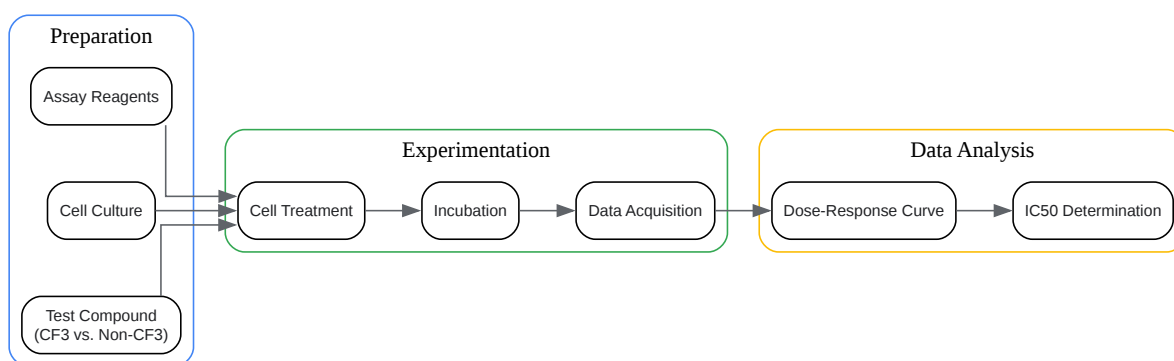 Preparation
Assay Reagents
Cell Culture
Test Compound
(CF3 vs. Non-CF3)
Experimentation
Cell Treatment
Incubation
Data Acquisition
Data Analysis
Dose-Response Curve
IC50 Determination